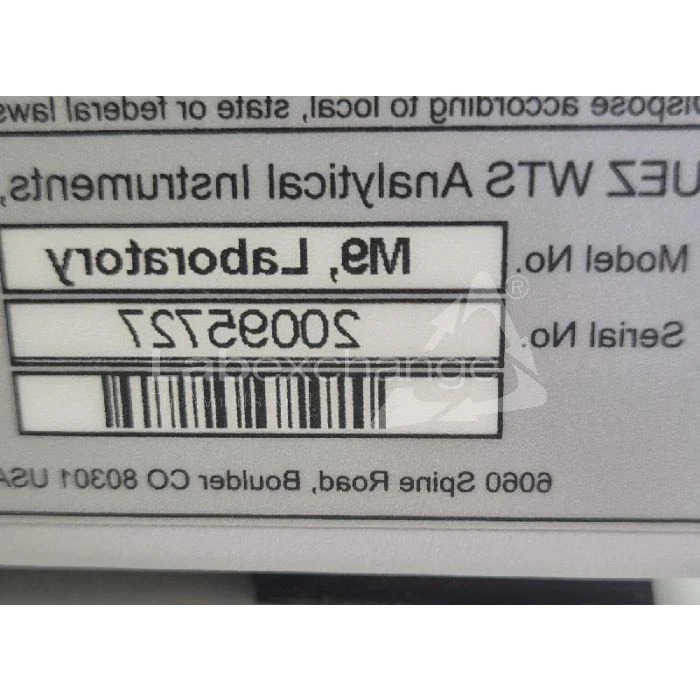 ispose according to local, state or federal laws
UEZ WTS Analytical Instruments,
Model No. M9, Laboratory
Serial No. 20095727
Labexchange ®
6060 Spine Road, Boulder CO 80301 USA